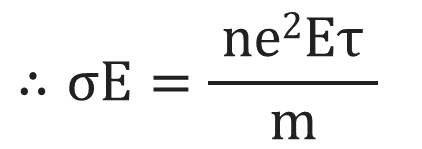 ∴ σE = ne²Eτ / m